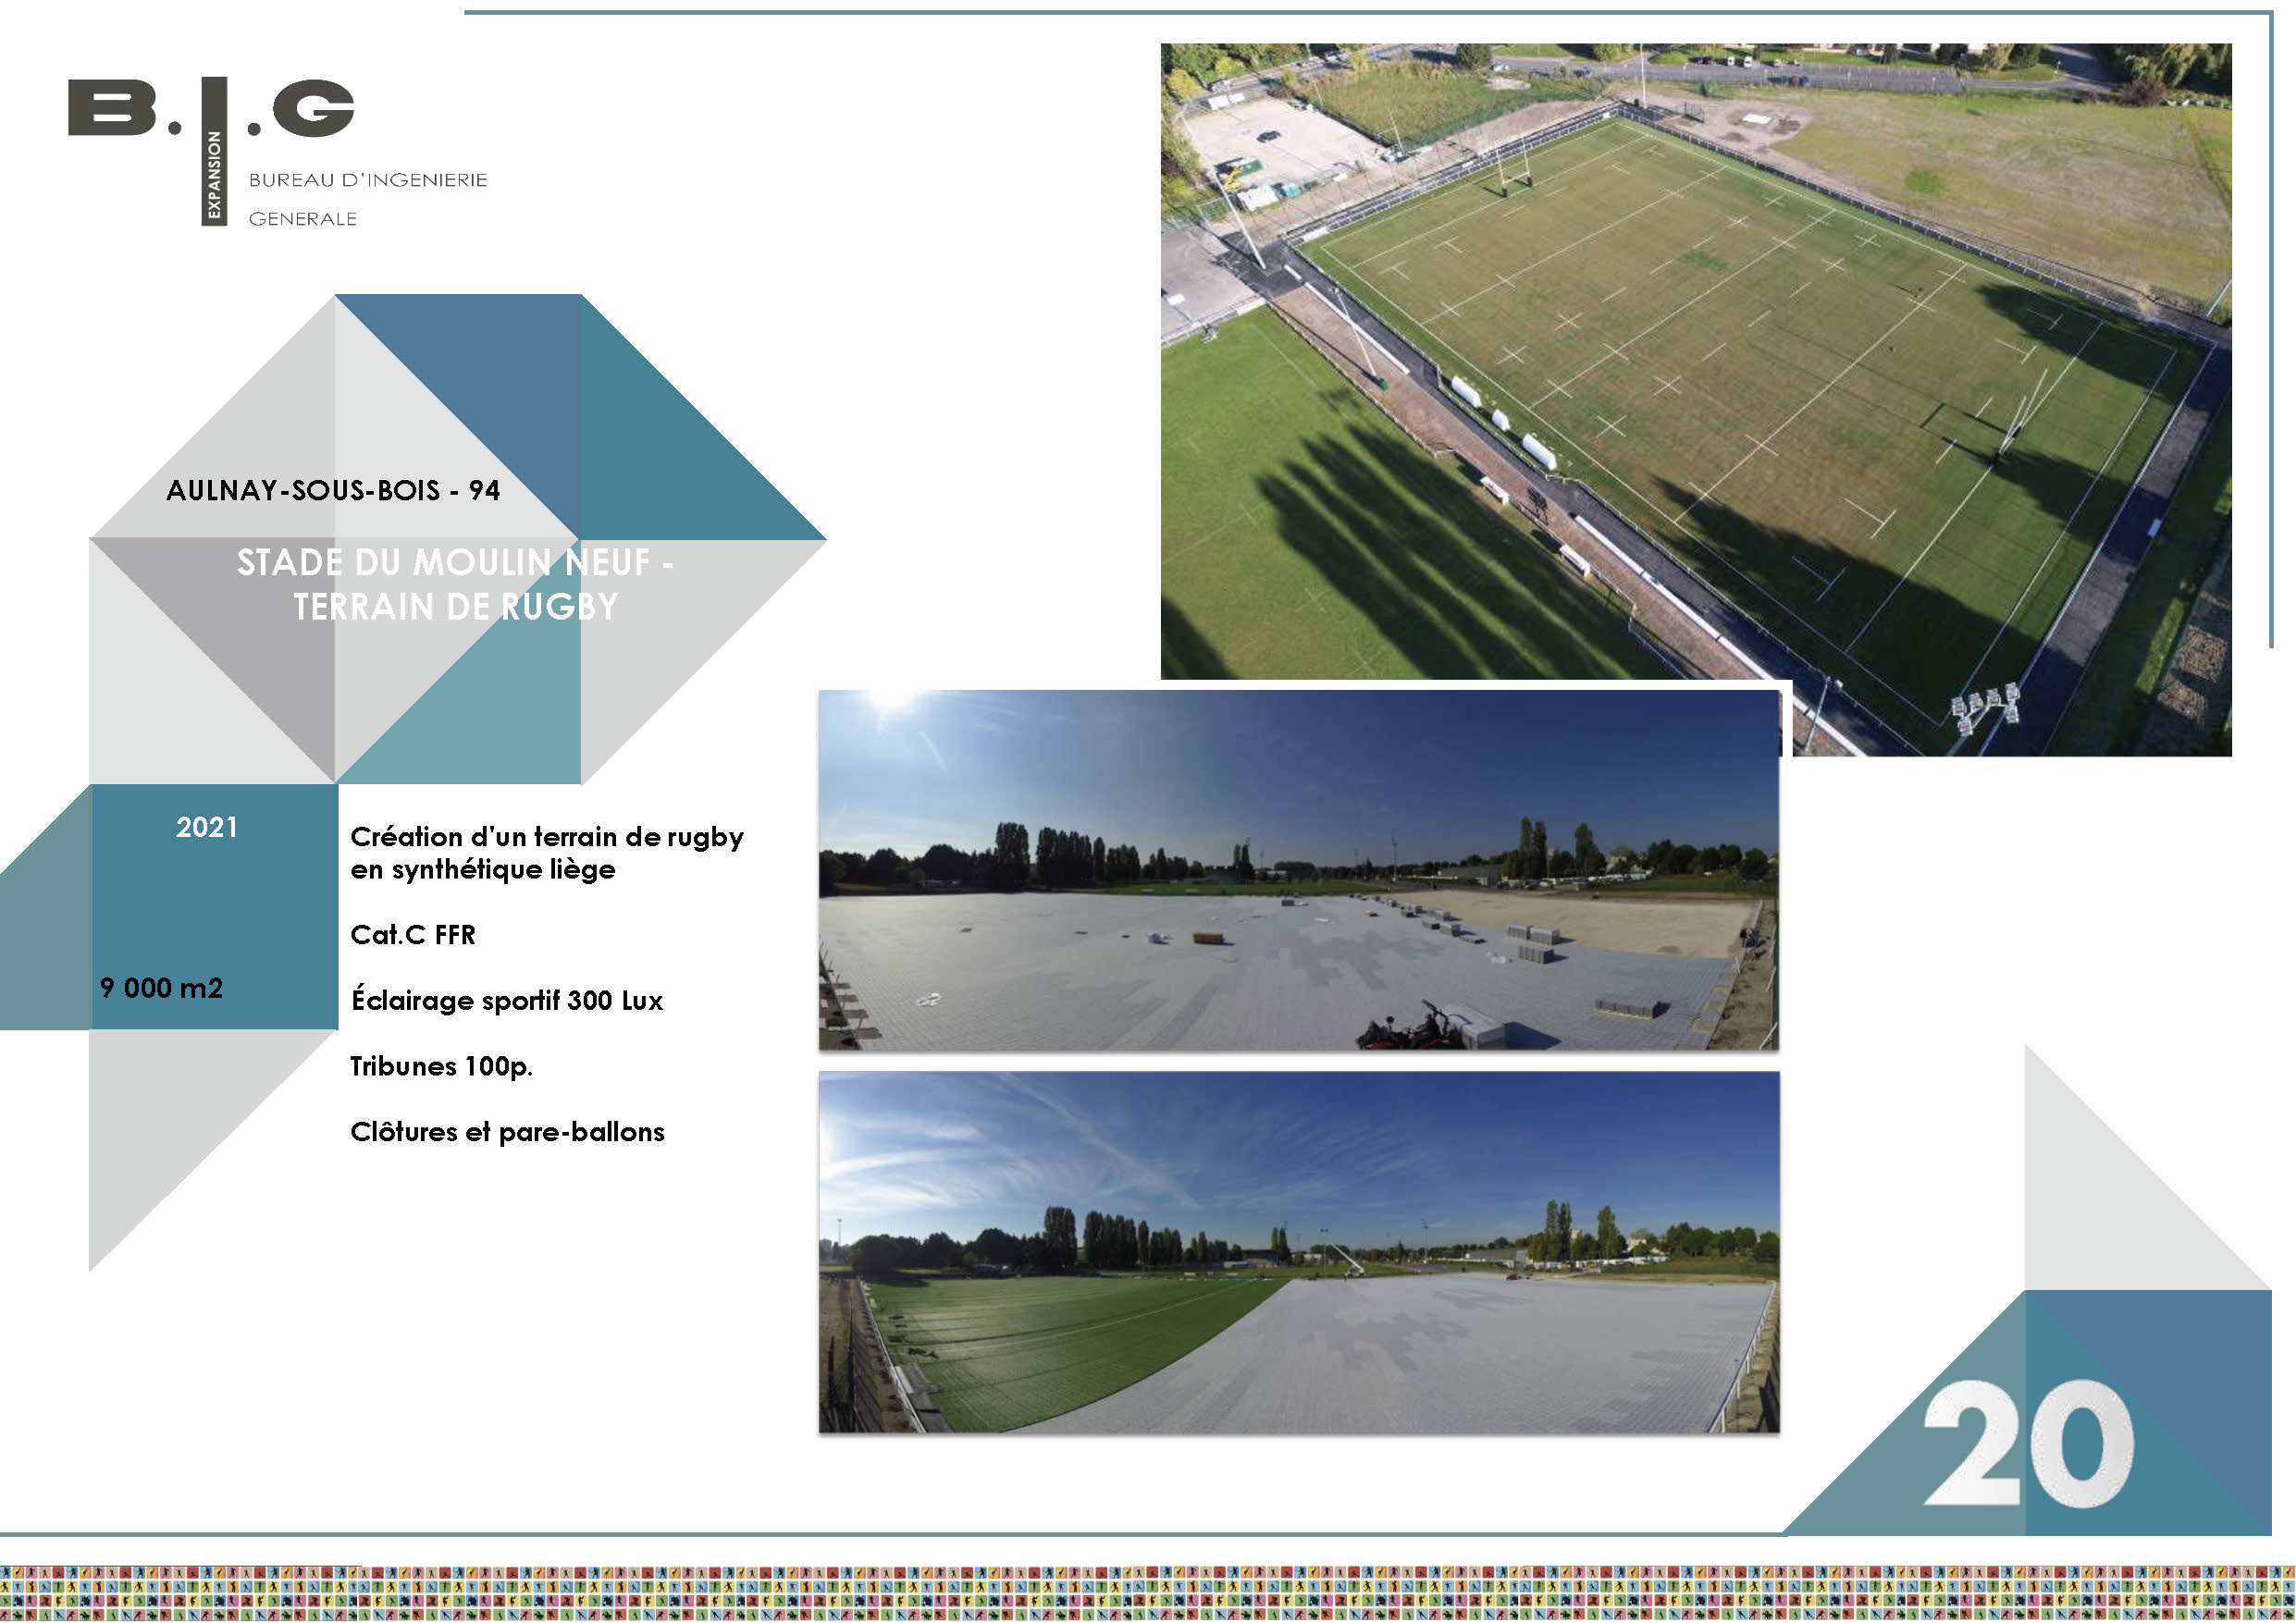 B.I.G
EXPANSION
BUREAU D'INGENIERIE
GENERALE
AULNAY-SOUS-BOIS - 94
STADE DU MOULIN NEUF -
TERRAIN DE RUGBY
2021
9 000 m2
Création d'un terrain de rugby
en synthétique liège
Cat.C FFR
Éclairage sportif 300 Lux
Tribunes 100p.
Clôtures et pare-ballons
20